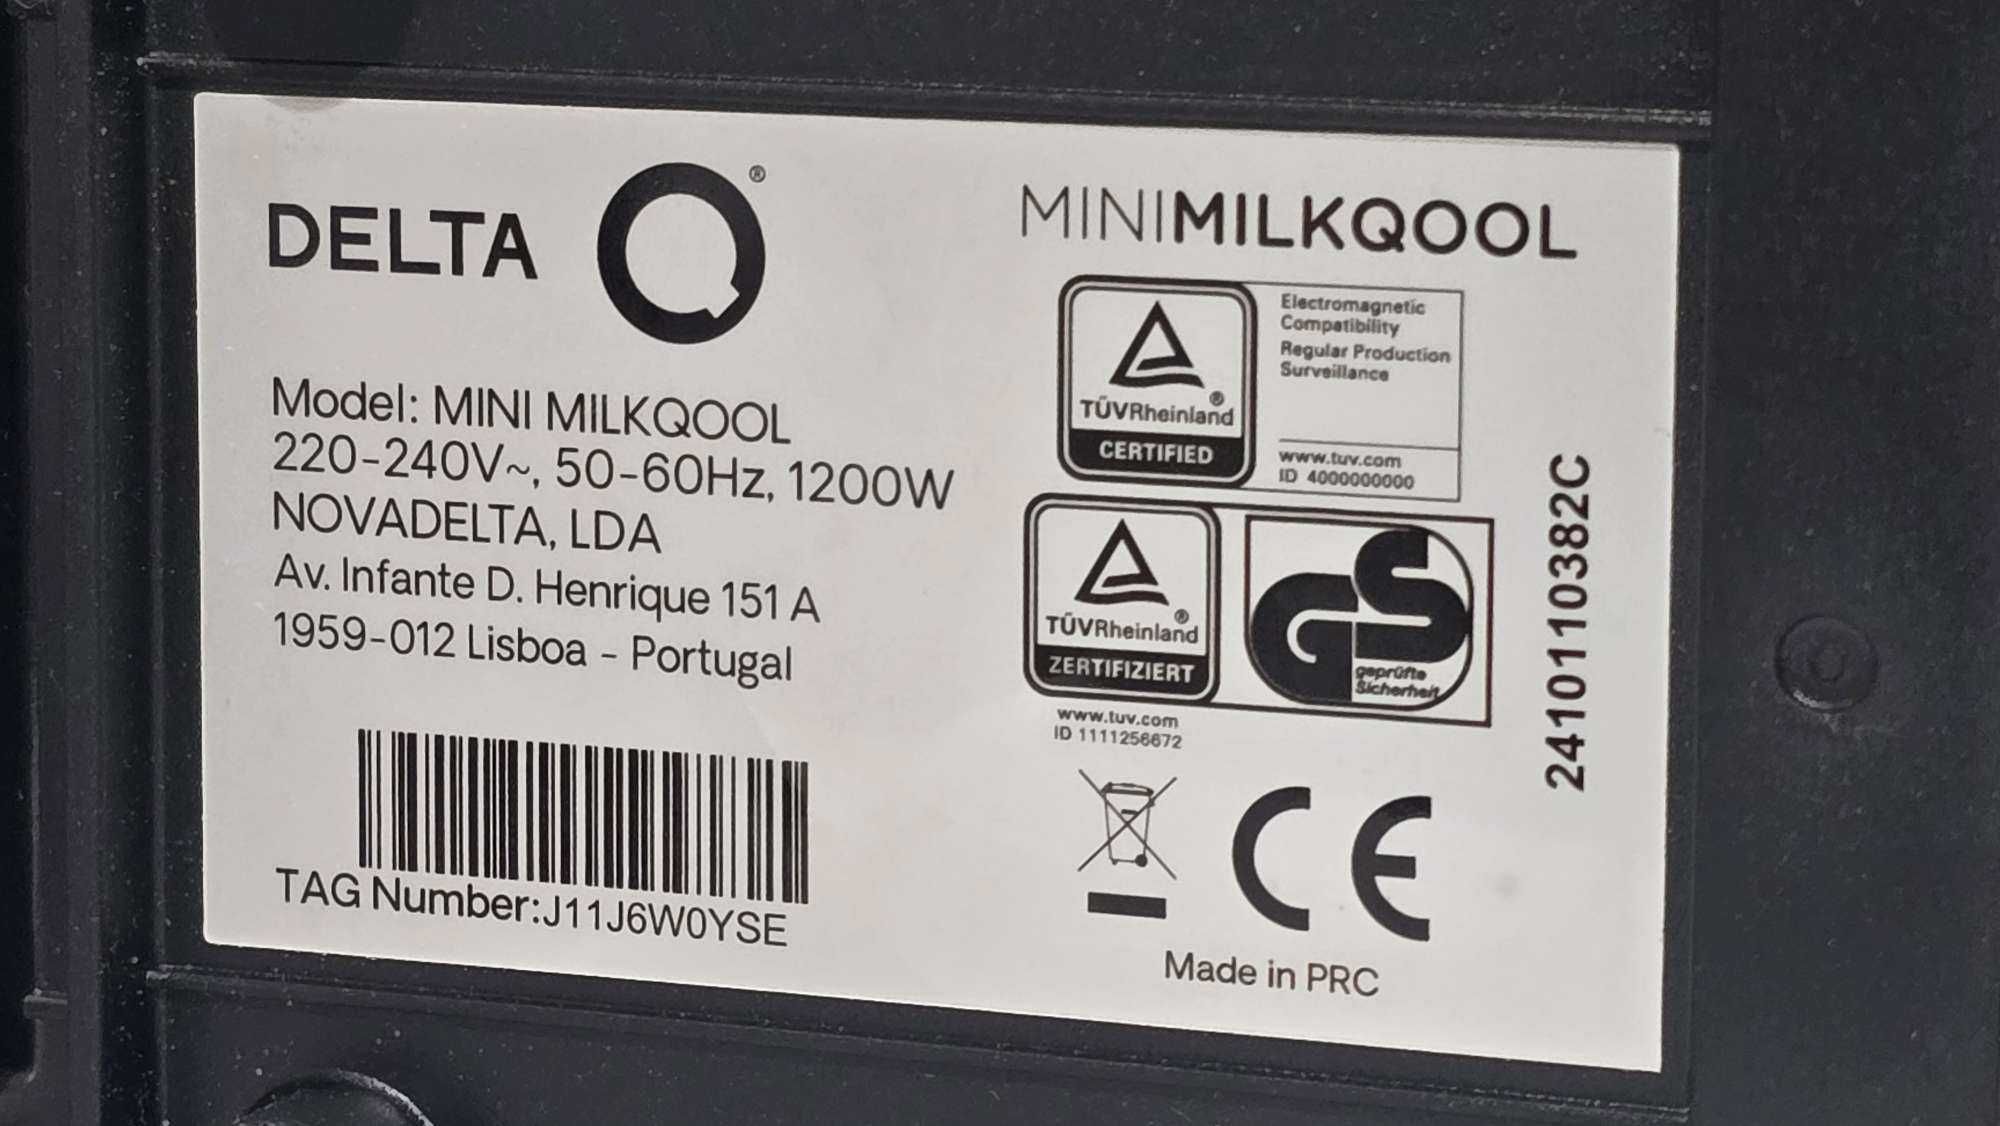 DELTA Q®
Model: MINI MILKQOOL
220-240V~, 50-60Hz, 1200W
NOVADELTA, LDA
Av. Infante D. Henrique 151 A
1959-012 Lisboa - Portugal
TAG Number:J11J6W0YSE
MINIMILKQOOL
TÜVRheinland®
CERTIFIED
Electromagnetic
Compatibility
Regular Production
Surveillance
www.tuv.com
ID 4000000000
TÜVRheinland®
ZERTIFIZIERT
GS
geprüfte
Sicherheit
www.tuv.com
ID 1111256672
CE
Made in PRC
24101110382C